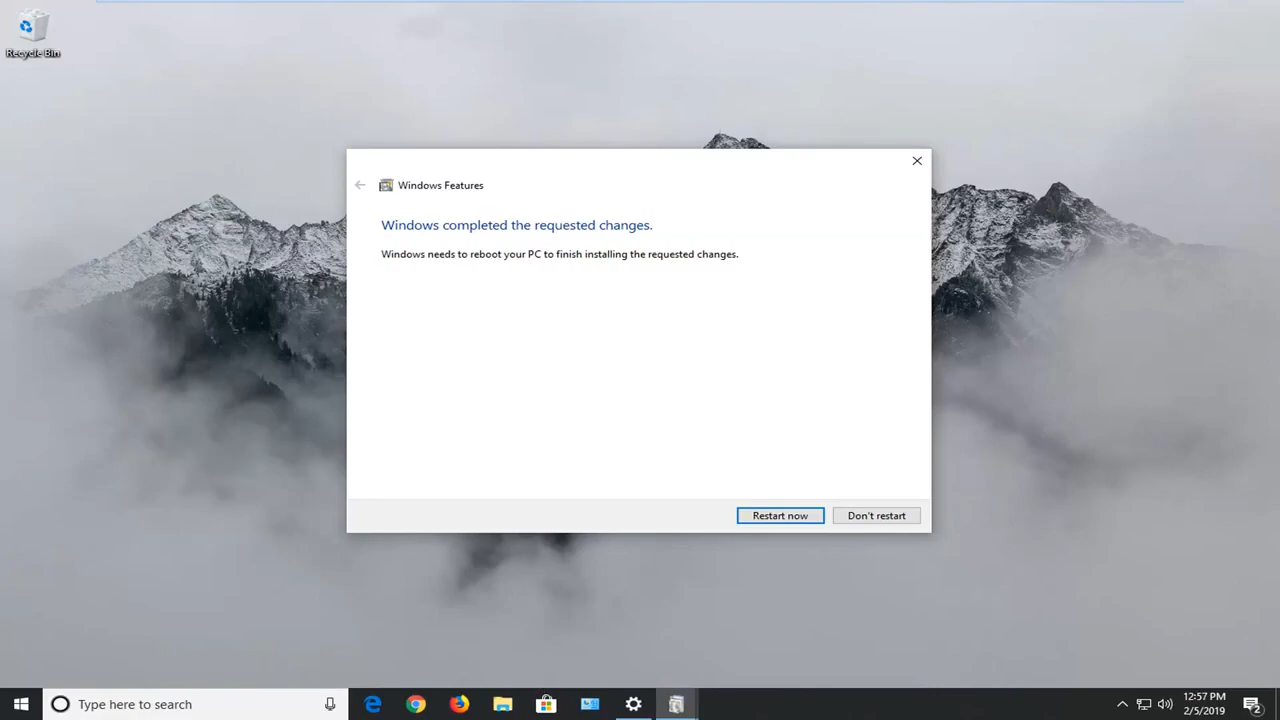 Recycle Bin
Windows Features
Windows completed the requested changes.
Windows needs to reboot your PC to finish installing the requested changes.
Restart now
Don't restart
Type here to search
12:57 PM
2/5/2019
2